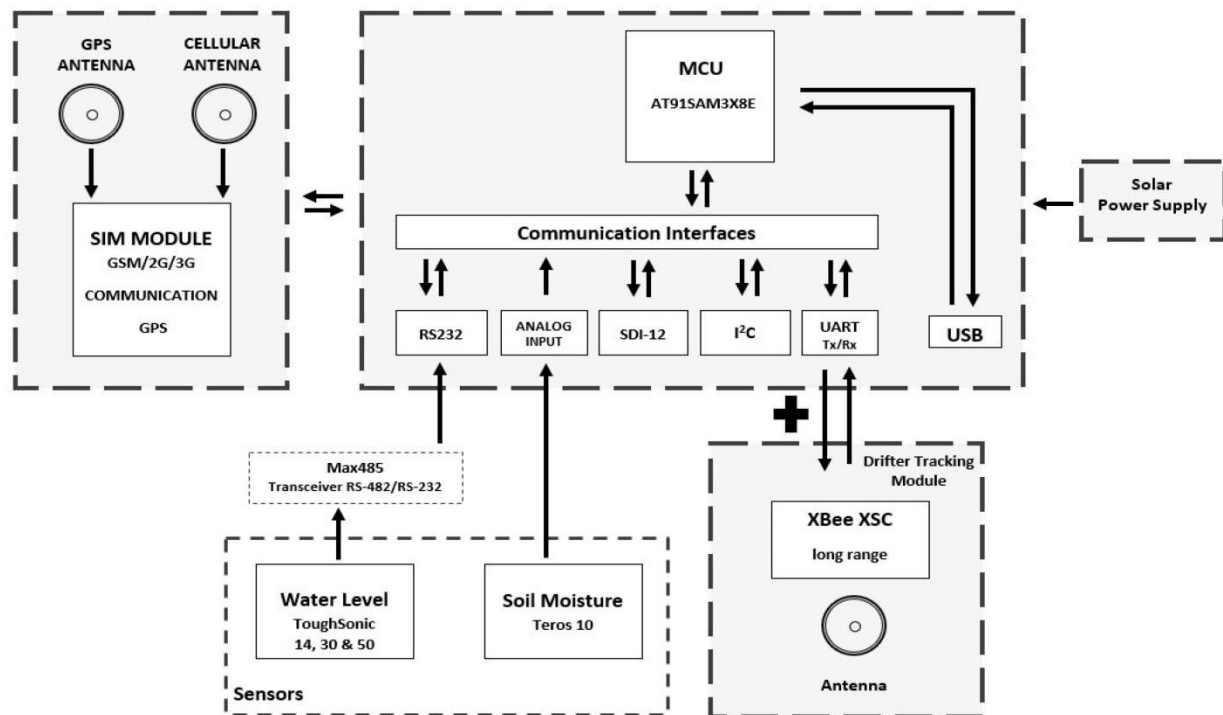 GPS
ANTENNA
CELLULAR
ANTENNA
SIM MODULE
GSM/2G/3G
COMMUNICATION
GPS
MCU
AT91SAM3X8E
Communication Interfaces
RS232
ANALOG
INPUT
SDI-12
I²C
UART
Tx/Rx
USB
Solar
Power Supply
Max485
Transceiver RS-482/RS-232
Water Level
ToughSonic
14, 30 & 50
Soil Moisture
Teros 10
Sensors
Drifter Tracking
Module
XBee XSC
long range
Antenna